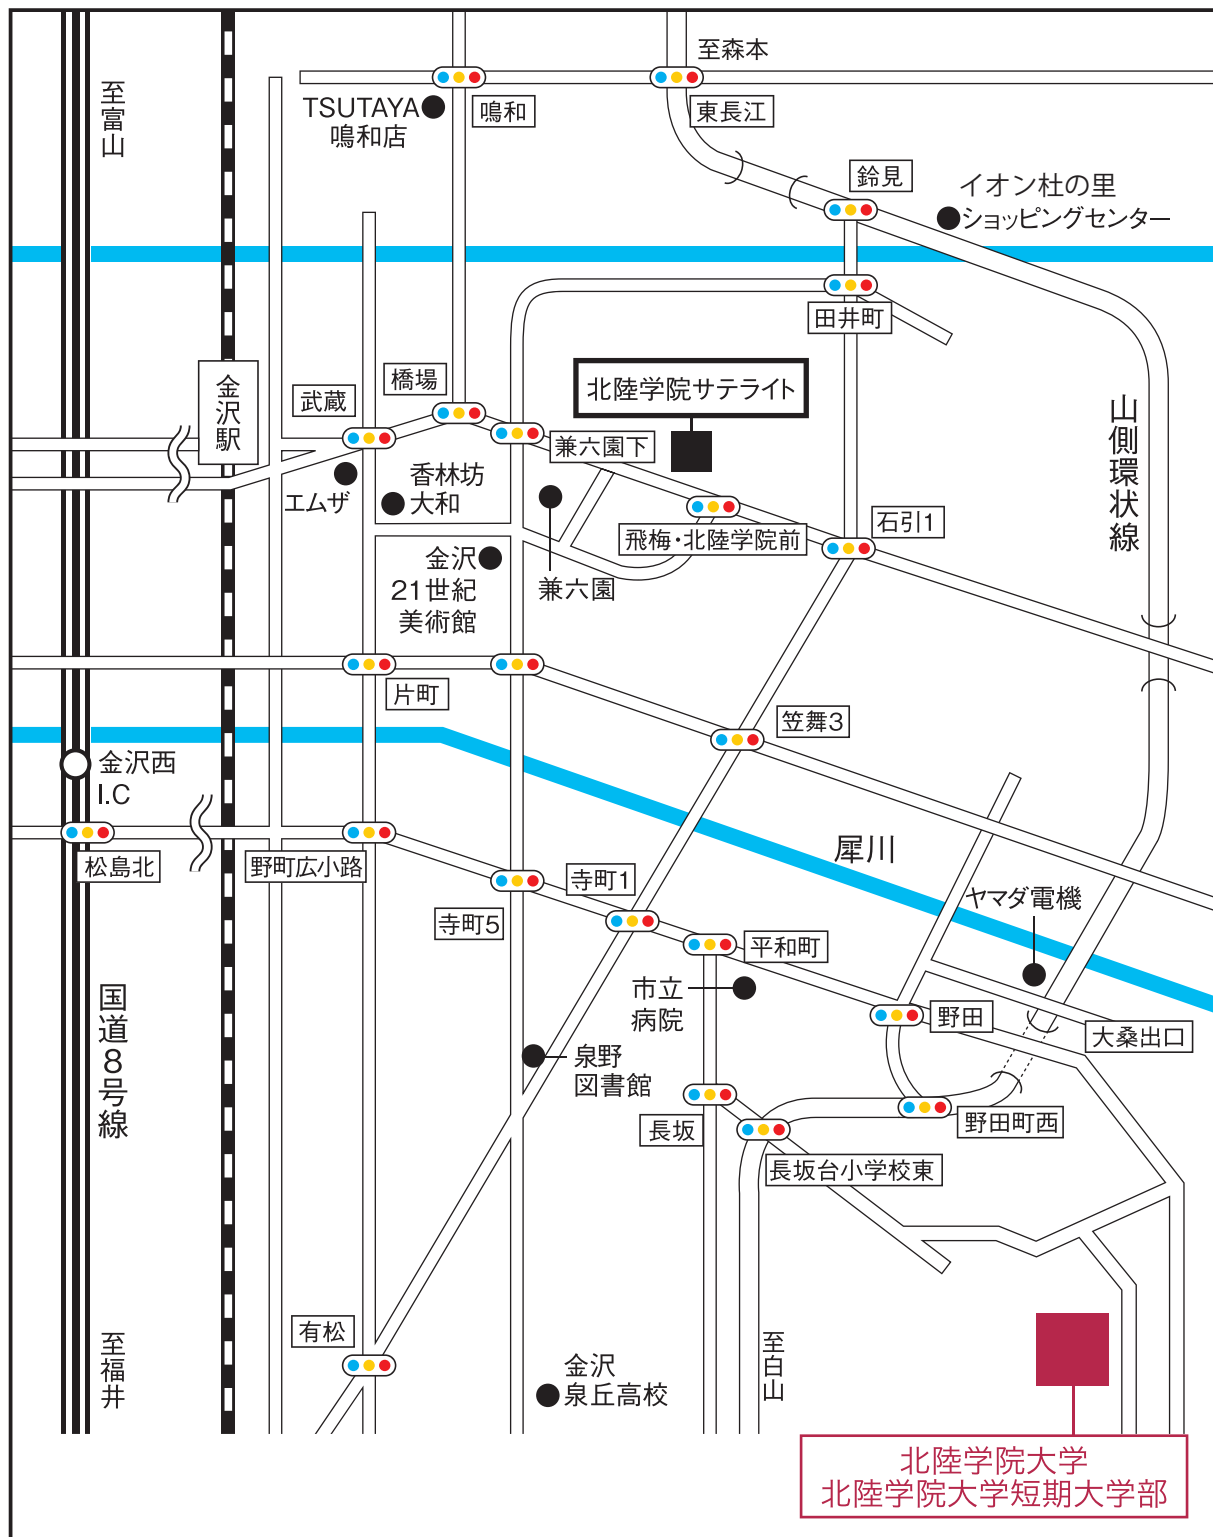 至森本
至富山
TSUTAYA
鳴和店
鳴和
東長江
鈴見
イオン杜の里
ショッピングセンター
田井町
金沢駅
武蔵
橋場
北陸学院サテライト
兼六園下
山側環状線
エムザ
香林坊
大和
飛梅・北陸学院前
石引1
金沢
21世紀
美術館
兼六園
片町
笠舞3
金沢西
I.C
松島北
野町広小路
犀川
寺町1
寺町5
ヤマダ電機
平和町
市立
病院
野田
大桑出口
国道8号線
泉野
図書館
長坂
野田町西
長坂台小学校東
有松
至福井
金沢
泉丘高校
至白山
北陸学院大学
北陸学院大学短期大学部